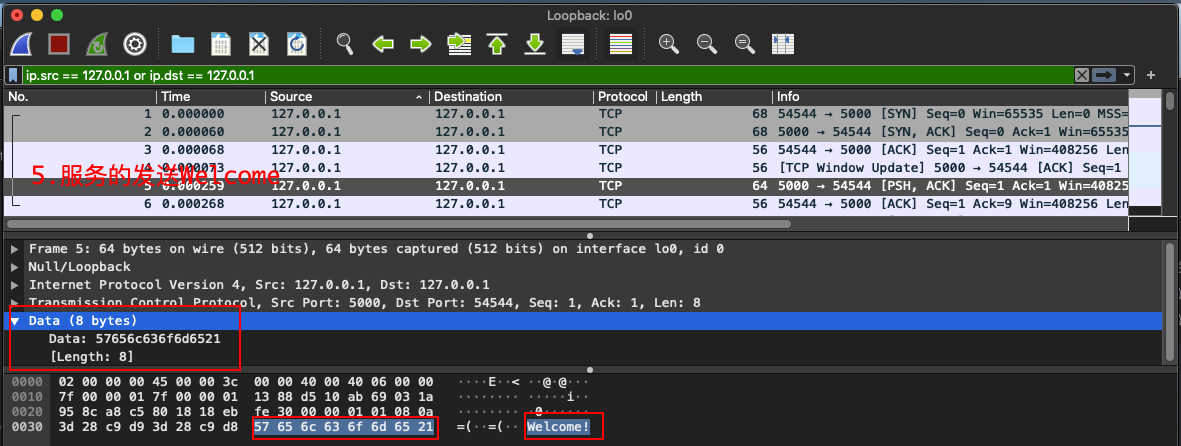 Loopback: lo0
ip.src == 127.0.0.1 or ip.dst == 127.0.0.1
No. Time Source Destination Protocol Length Info
1 0.000000 127.0.0.1 127.0.0.1 TCP 68 54544 → 5000 [SYN] Seq=0 Win=65535 Len=0 MSS=
2 0.000060 127.0.0.1 127.0.0.1 TCP 68 5000 → 54544 [SYN, ACK] Seq=0 Ack=1 Win=65535
3 0.000068 127.0.0.1 127.0.0.1 TCP 56 54544 → 5000 [ACK] Seq=1 Ack=1 Win=408256 Len
4 0.000073 127.0.0.1 127.0.0.1 TCP 56 [TCP Window Update] 5000 → 54544 [ACK] Seq=1
5.服务的发送Welcome
5 0.000259 127.0.0.1 127.0.0.1 TCP 64 5000 → 54544 [PSH, ACK] Seq=1 Ack=1 Win=40825
6 0.000268 127.0.0.1 127.0.0.1 TCP 56 54544 → 5000 [ACK] Seq=1 Ack=9 Win=408256 Len
Frame 5: 64 bytes on wire (512 bits), 64 bytes captured (512 bits) on interface lo0, id 0
Null/Loopback
Internet Protocol Version 4, Src: 127.0.0.1, Dst: 127.0.0.1
Transmission Control Protocol, Src Port: 5000, Dst Port: 54544, Seq: 1, Ack: 1, Len: 8
Data (8 bytes)
Data: 57656c636f6d6521
[Length: 8]
0000 02 00 00 00 45 00 00 3c 00 00 40 00 40 06 00 00 ····E··< ··@·@···
0010 7f 00 00 01 7f 00 00 01 13 88 d5 10 ab 69 03 1a ········ ·····i··
0020 95 8c a8 c5 80 18 18 eb fe 30 00 00 01 01 08 0a ········ ·0······
0030 3d 28 c9 d9 3d 28 c9 d8 57 65 6c 63 6f 6d 65 21 =(··=(·· Welcome!